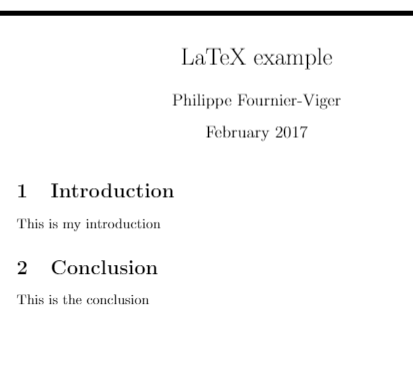 LaTeX example
Philippe Fournier-Viger
February 2017
1 Introduction
This is my introduction
2 Conclusion
This is the conclusion